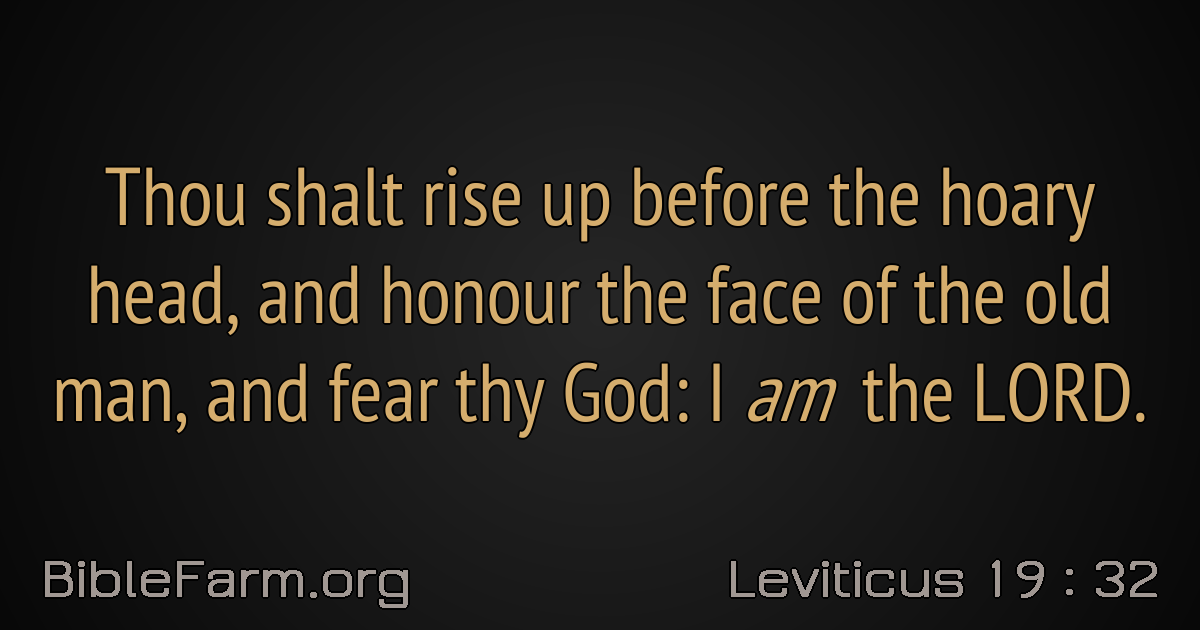 Thou shalt rise up before the hoary
head, and honour the face of the old
man, and fear thy God: I am the LORD.
BibleFarm.org
Leviticus 19 : 32